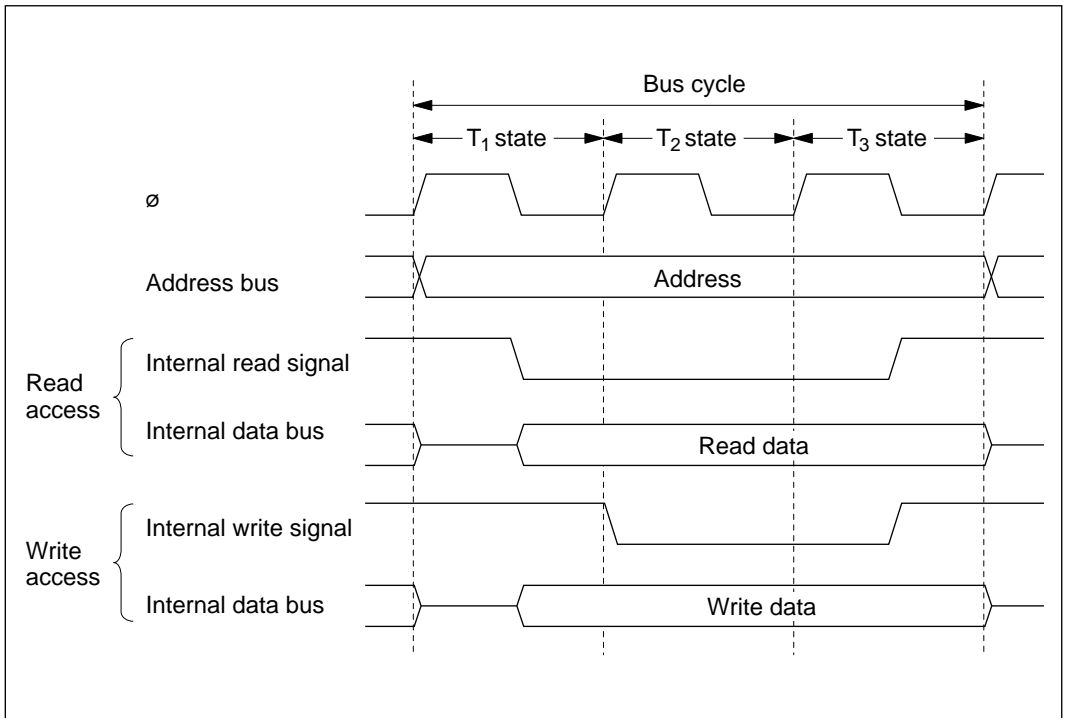 Bus cycle
T₁ state T₂ state T₃ state
ø
Address bus Address
Read access
Internal read signal
Internal data bus Read data
Write access
Internal write signal
Internal data bus Write data